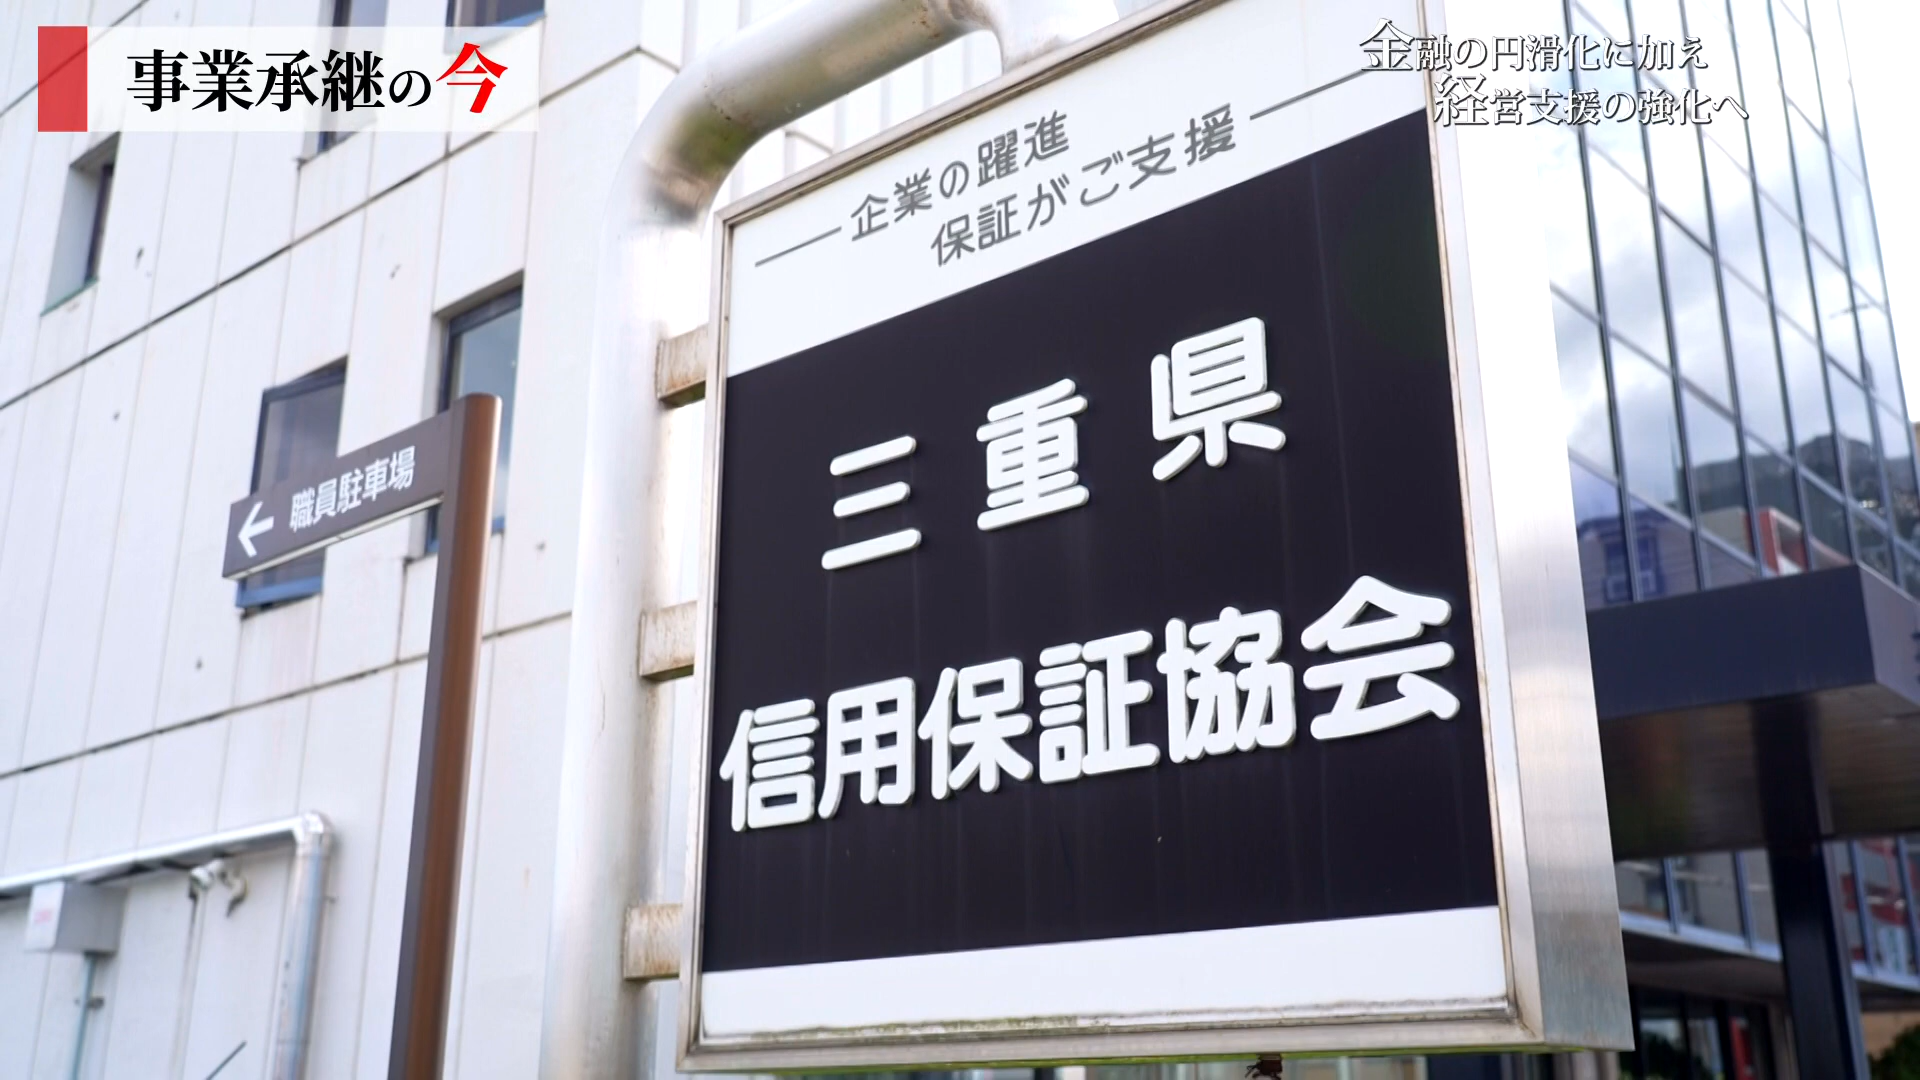 事業承継の今
金融の円滑化に加え
経営支援の強化へ
企業の躍進
保証がご支援
三重県
信用保証協会
← 職員駐車場